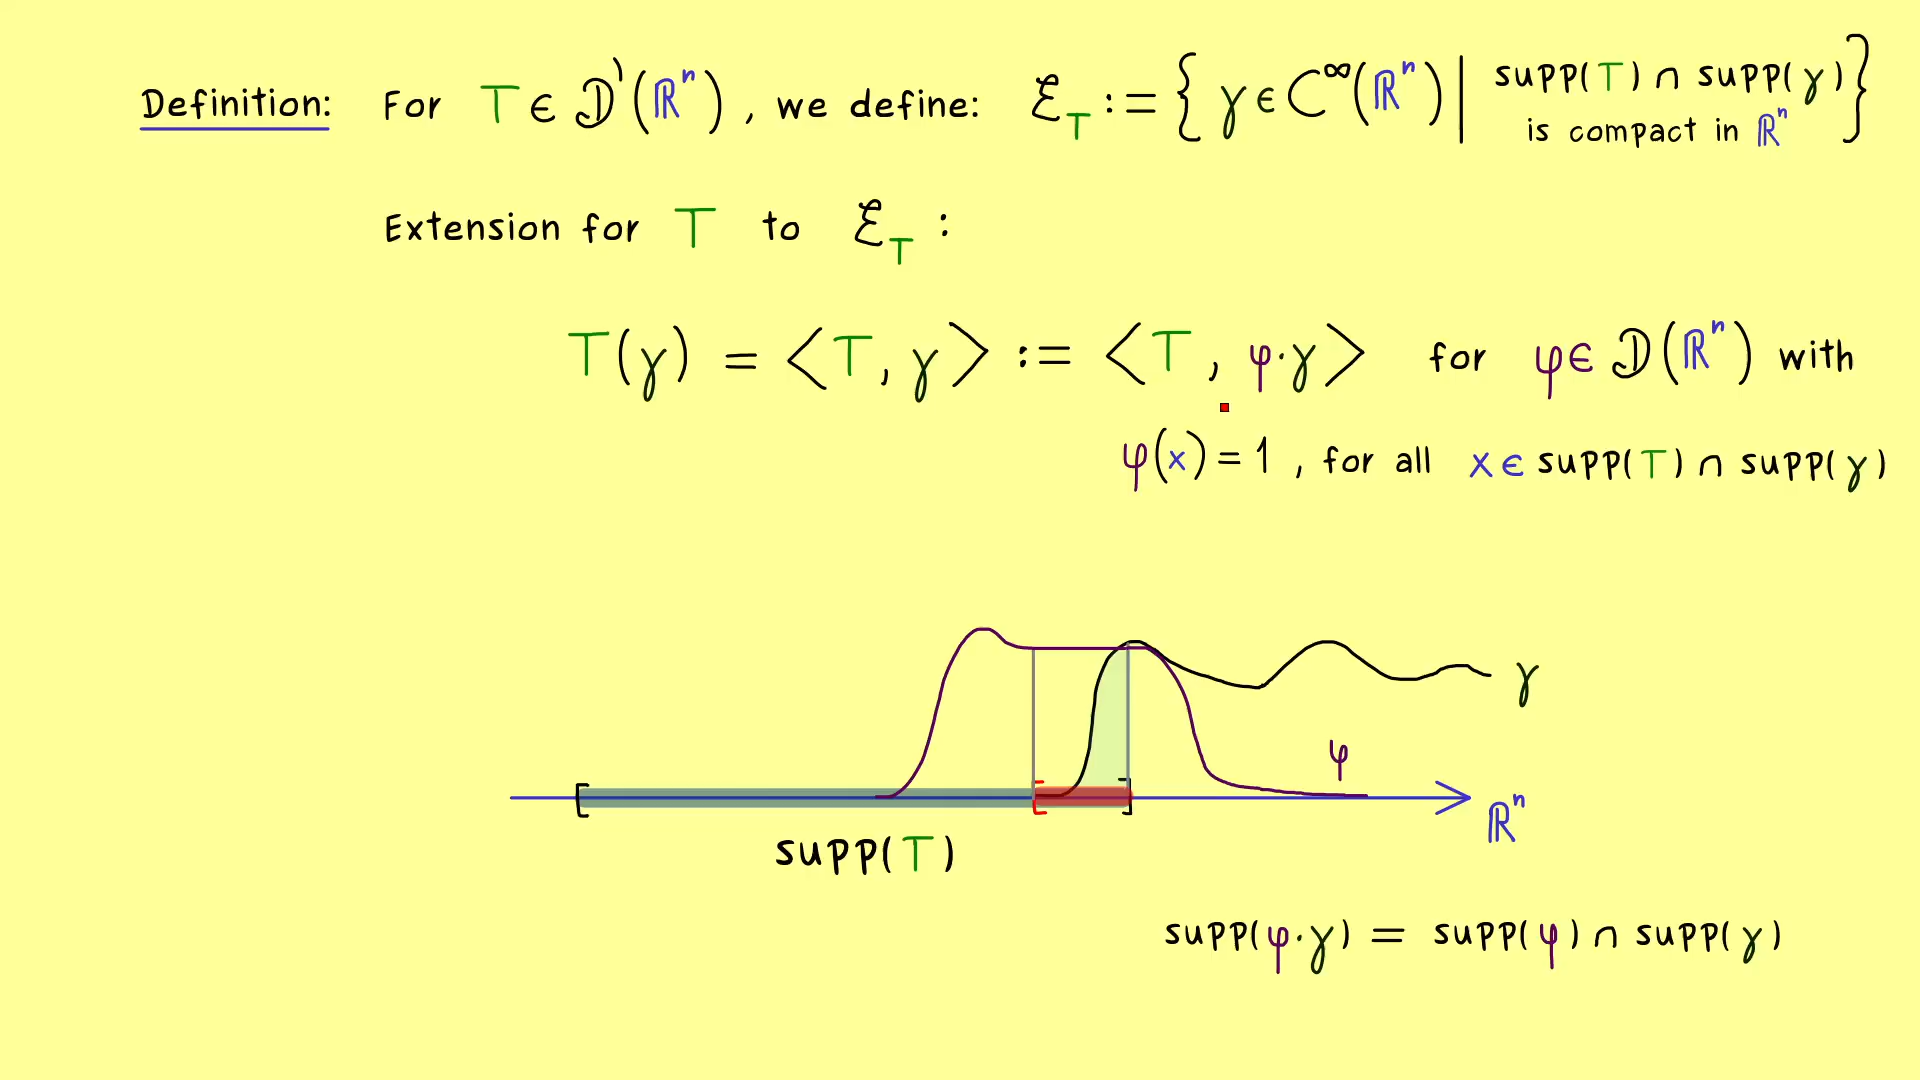 Definition: For T ∈ 𝒟'(ℝⁿ), we define: ℰ_T := { γ ∈ C^∞(ℝⁿ) | supp(T) ∩ supp(γ) is compact in ℝⁿ }
Extension for T to ℰ_T :
T(γ) = <T, γ> := <T, φ·γ> for φ ∈ 𝒟(ℝⁿ) with
φ(x) = 1, for all x ∈ supp(T) ∩ supp(γ)
γ
φ
ℝⁿ
supp(T)
supp(φ·γ) = supp(φ) ∩ supp(γ)